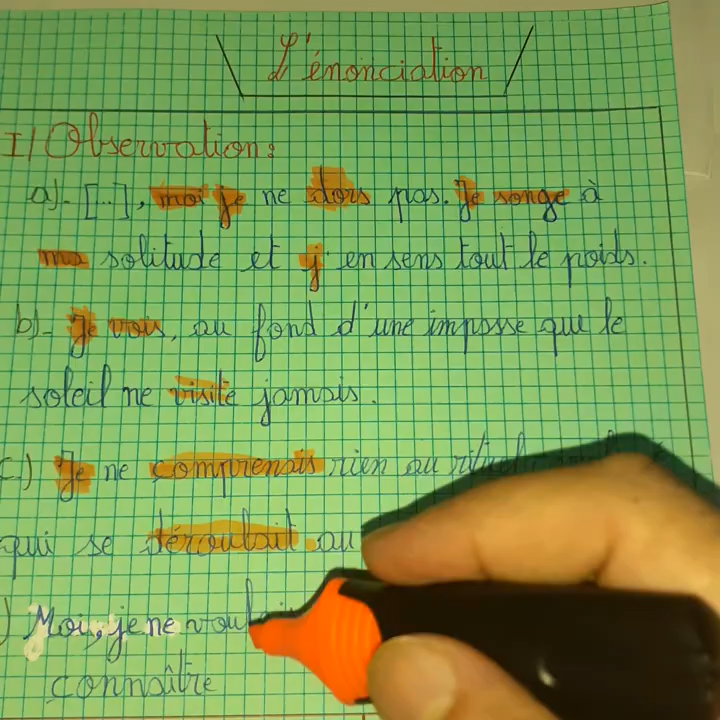 L'énonciation
I/ Observation:
a)- [...], moi je ne dors pas. Je songe à
ma solitude et j'en sens tout le poids.
b)- Je vois, au fond d'une impasse que le
soleil ne visite jamais.
c) Je ne comprenais rien au rituel
qui se déroulait au
) Moi, je ne
connaître